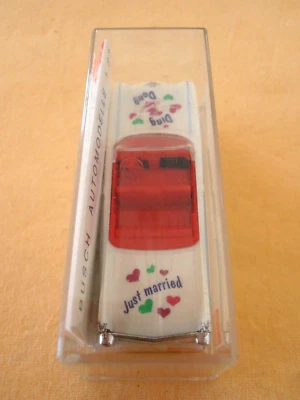 BUSCH AUTOMODELLE
Ding
Dong
Just married